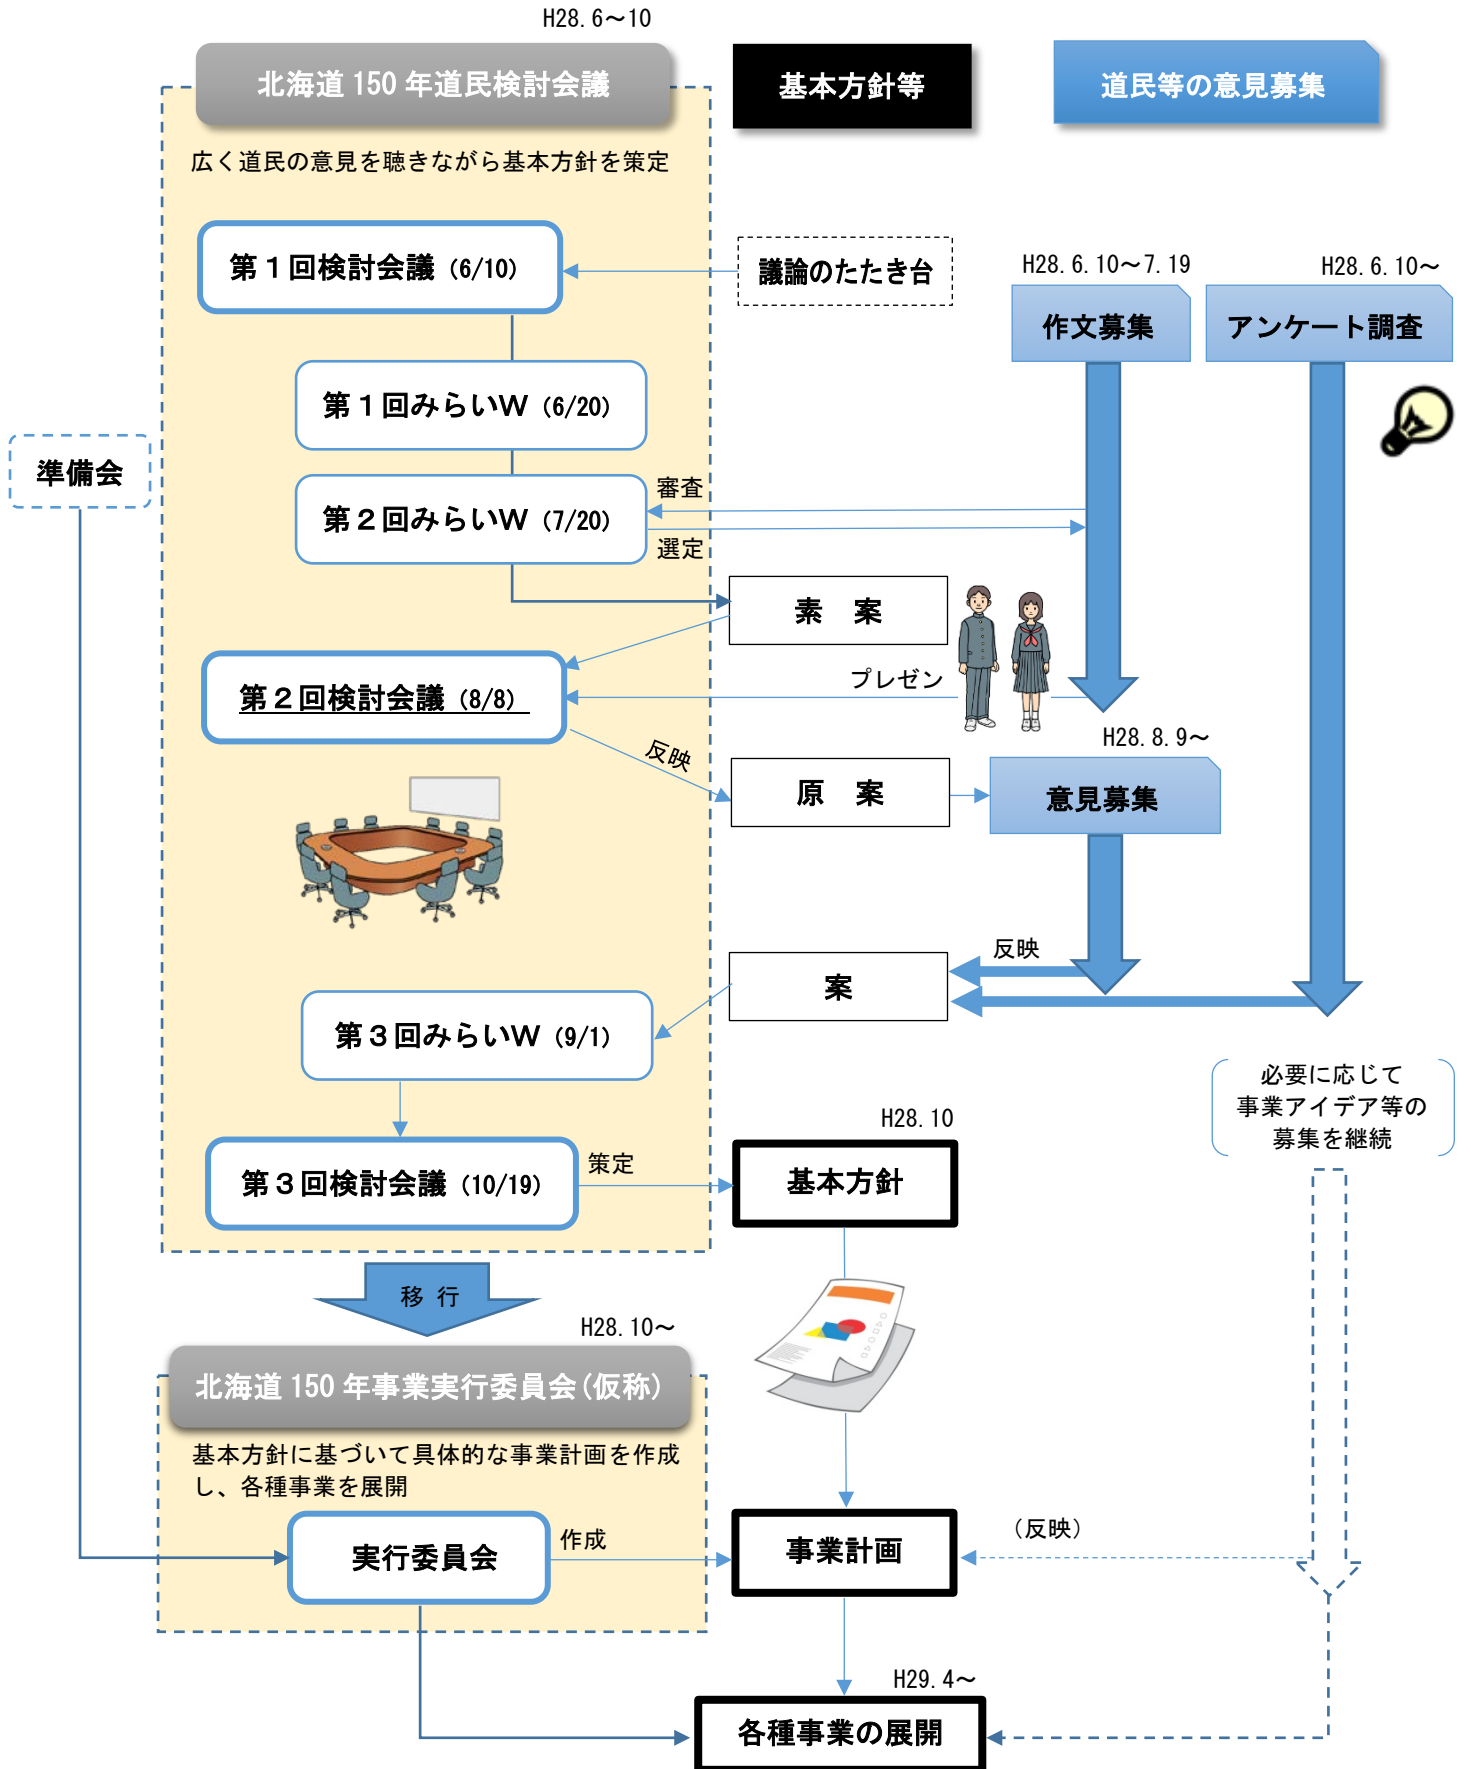 H28.6～10
北海道150年道民検討会議
基本方針等
道民等の意見募集
広く道民の意見を聴きながら基本方針を策定
第1回検討会議（6/10）
議論のたたき台
H28.6.10～7.19
作文募集
H28.6.10～
アンケート調査
第1回みらいW（6/20）
準備会
第2回みらいW（7/20）
審査
選定
素　案
第2回検討会議（8/8）
プレゼン
反映
原　案
H28.8.9～
意見募集
反映
案
第3回みらいW（9/1）
必要に応じて
事業アイデア等の
募集を継続
第3回検討会議（10/19）
策定
H28.10
基本方針
移 行
H28.10～
北海道150年事業実行委員会(仮称)
基本方針に基づいて具体的な事業計画を作成
し、各種事業を展開
実行委員会
作成
事業計画
（反映）
H29.4～
各種事業の展開